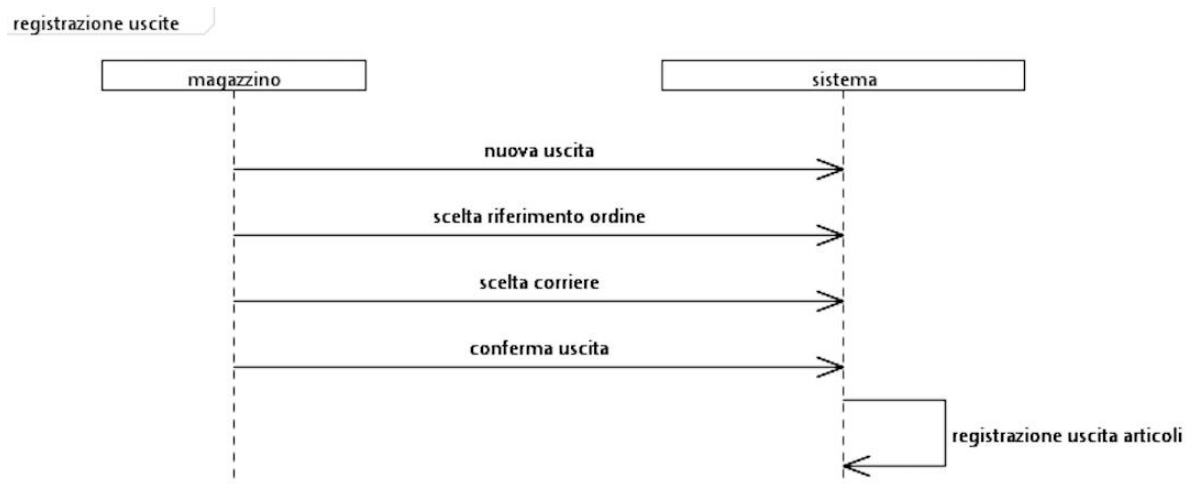 registrazione uscite
magazzino
sistema
nuova uscita
scelta riferimento ordine
scelta corriere
conferma uscita
registrazione uscita articoli